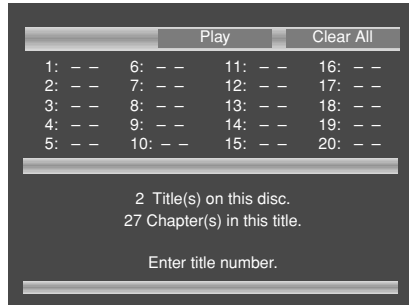 Play Clear All
1: – – 6: – – 11: – – 16: – –
2: – – 7: – – 12: – – 17: – –
3: – – 8: – – 13: – – 18: – –
4: – – 9: – – 14: – – 19: – –
5: – – 10: – – 15: – – 20: – –
2 Title(s) on this disc.
27 Chapter(s) in this title.
Enter title number.